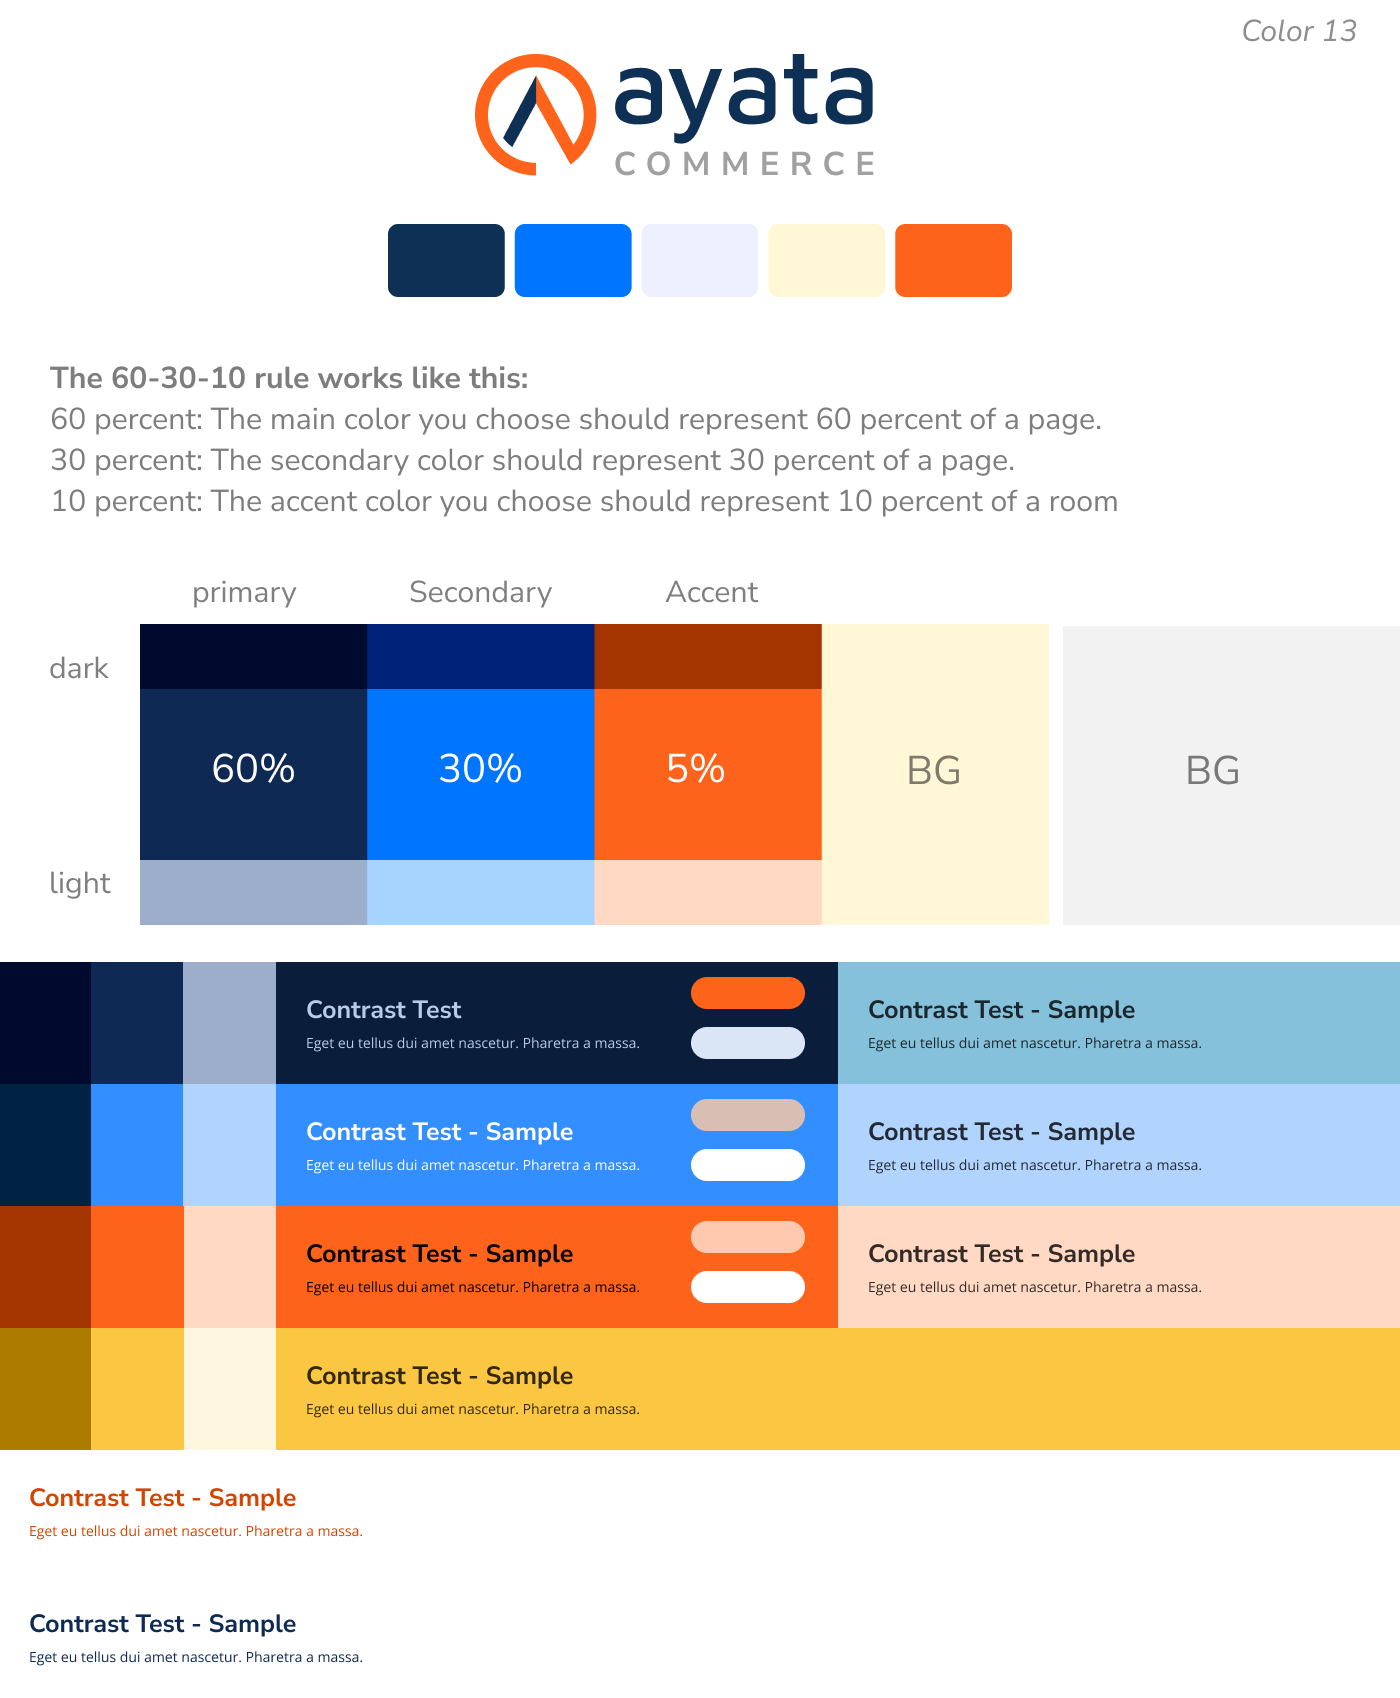 Color 13
ayata
COMMERCE
The 60-30-10 rule works like this:
60 percent: The main color you choose should represent 60 percent of a page.
30 percent: The secondary color should represent 30 percent of a page.
10 percent: The accent color you choose should represent 10 percent of a room
primary Secondary Accent
dark
60% 30% 5% BG BG
light
Contrast Test
Eget eu tellus dui amet nascetur. Pharetra a massa.
Contrast Test - Sample
Eget eu tellus dui amet nascetur. Pharetra a massa.
Contrast Test - Sample
Eget eu tellus dui amet nascetur. Pharetra a massa.
Contrast Test - Sample
Eget eu tellus dui amet nascetur. Pharetra a massa.
Contrast Test - Sample
Eget eu tellus dui amet nascetur. Pharetra a massa.
Contrast Test - Sample
Eget eu tellus dui amet nascetur. Pharetra a massa.
Contrast Test - Sample
Eget eu tellus dui amet nascetur. Pharetra a massa.
Contrast Test - Sample
Eget eu tellus dui amet nascetur. Pharetra a massa.
Contrast Test - Sample
Eget eu tellus dui amet nascetur. Pharetra a massa.